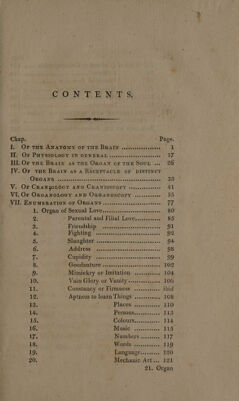 CONTENTS.
Chap. Page.
I. OF THE ANATOMY OF THE BRAIN .................. 1
II. OF PHYSIOLOGY IN GENERAL .................. 17
III. OF THE BRAIN AS THE ORGAN OF THE SOUL ... 26
IV. OF THE BRAIN AS A RECEPTACLE OF DISTINCT
ORGANS .................. 33
V. OF CRANIOLOGY AND CRANIOSCOPY .................. 41
VI. OF ORGANOLOGY AND ORGANOSCOPY .................. 55
VII. ENUMERATION OF ORGANS .................. 77
1. Organ of Sexual Love .................. 80
2. Parental and Filial Love .................. 85
3. Friendship .................. 91
4. Fighting .................. 92
5. Slaughter .................. 94
6. Address .................. 98
7. Cupidity .................. 99
8. Goodnature .................. 102
9. Mimickry or Imitation .................. 104
10. Vain Glory or Vanity .................. 106
11. Constancy or Firmness .................. ibid
12. Aptness to learn Things .................. 108
13. Places .................. 110
14. Persons .................. 113
15. Colours .................. 114
16. Music .................. 115
17. Numbers .................. 117
18. Words .................. 119
19. Language .................. 120
20. Mechanic Art ... 121
21. Organ